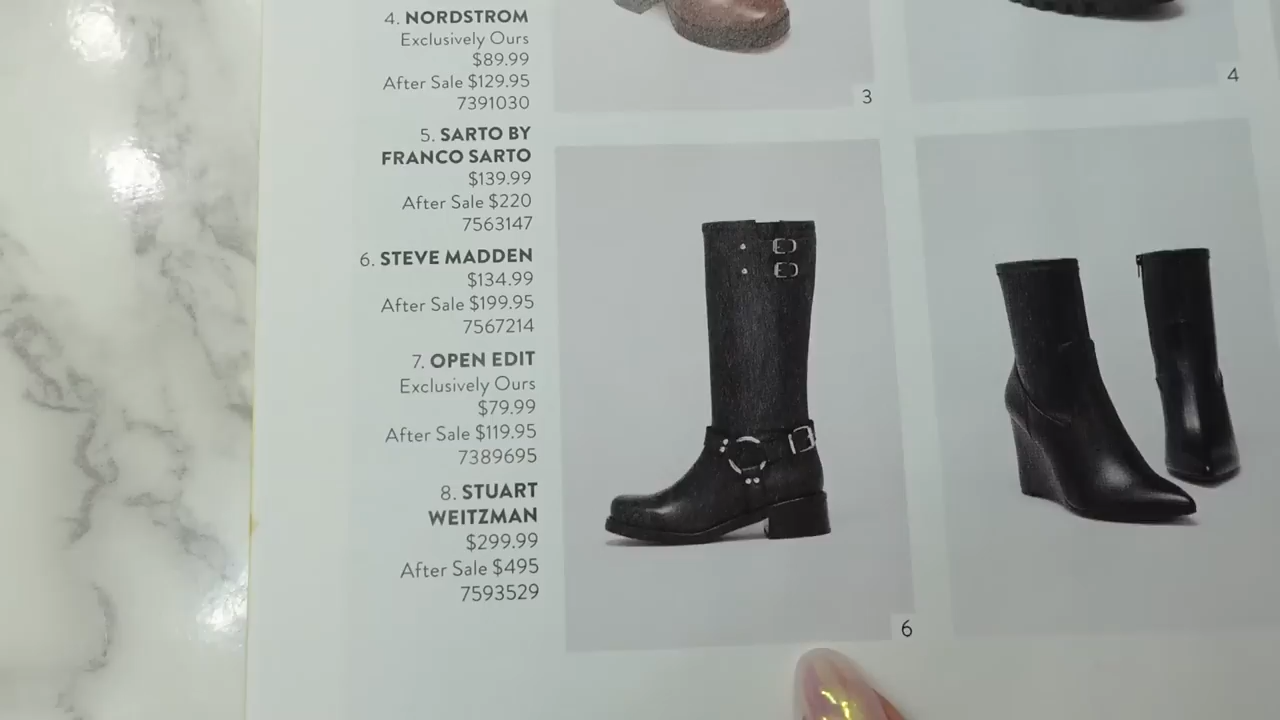 4. NORDSTROM
Exclusively Ours
$89.99
After Sale $129.95
7391030
5. SARTO BY
FRANCO SARTO
$139.99
After Sale $220
7563147
6. STEVE MADDEN
$134.99
After Sale $199.95
7567214
7. OPEN EDIT
Exclusively Ours
$79.99
After Sale $119.95
7389695
8. STUART
WEITZMAN
$299.99
After Sale $495
7593529
3
4
6